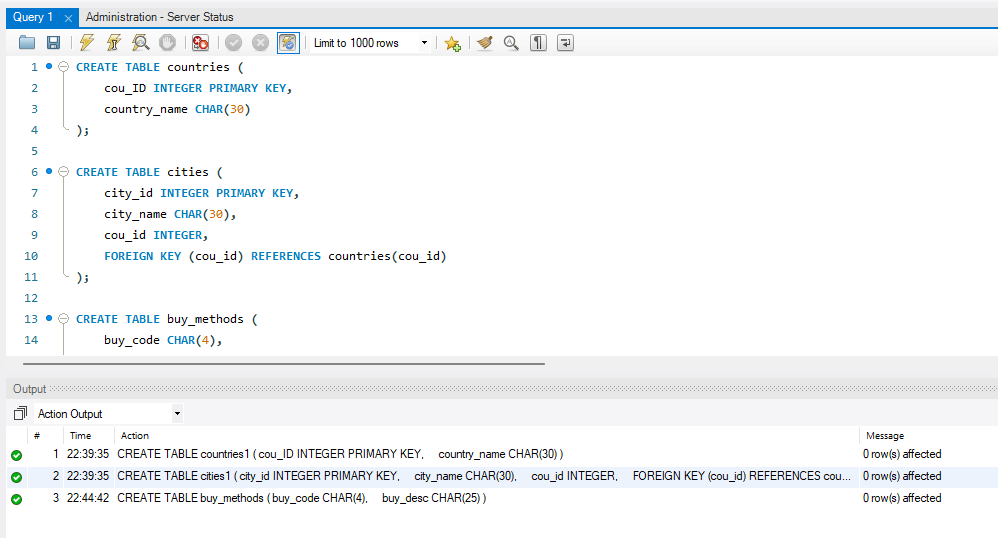 Query 1 × Administration - Server Status
Limit to 1000 rows
1 CREATE TABLE countries (
2 cou_ID INTEGER PRIMARY KEY,
3 country_name CHAR(30)
4 );
5
6 CREATE TABLE cities (
7 city_id INTEGER PRIMARY KEY,
8 city_name CHAR(30),
9 cou_id INTEGER,
10 FOREIGN KEY (cou_id) REFERENCES countries(cou_id)
11 );
12
13 CREATE TABLE buy_methods (
14 buy_code CHAR(4),
Output
Action Output
# Time Action Message
1 22:39:35 CREATE TABLE countries1 ( cou_ID INTEGER PRIMARY KEY, country_name CHAR(30) ) 0 row(s) affected
2 22:39:35 CREATE TABLE cities1 ( city_id INTEGER PRIMARY KEY, city_name CHAR(30), cou_id INTEGER, FOREIGN KEY (cou_id) REFERENCES cou... 0 row(s) affected
3 22:44:42 CREATE TABLE buy_methods ( buy_code CHAR(4), buy_desc CHAR(25) ) 0 row(s) affected